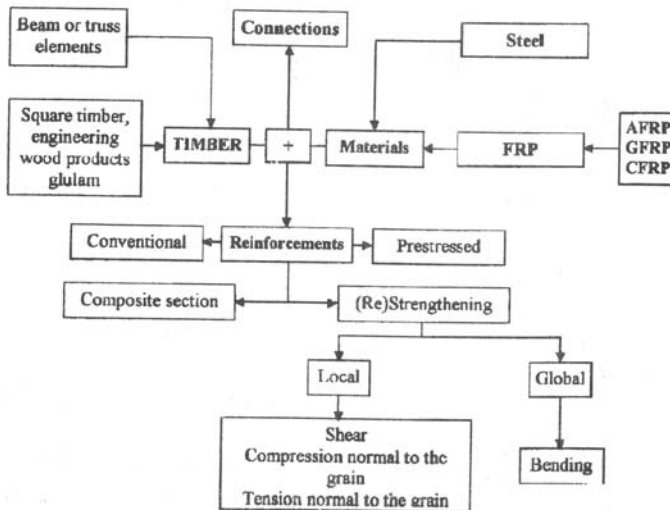 Beam or truss
elements
Connections
Steel
Square timber,
engineering
wood products
glulam
TIMBER
+
Materials
FRP
AFRP
GFRP
CFRP
Conventional
Reinforcements
Prestressed
Composite section
(Re)Strengthening
Local
Global
Shear
Compression normal to the
grain
Tension normal to the grain
Bending